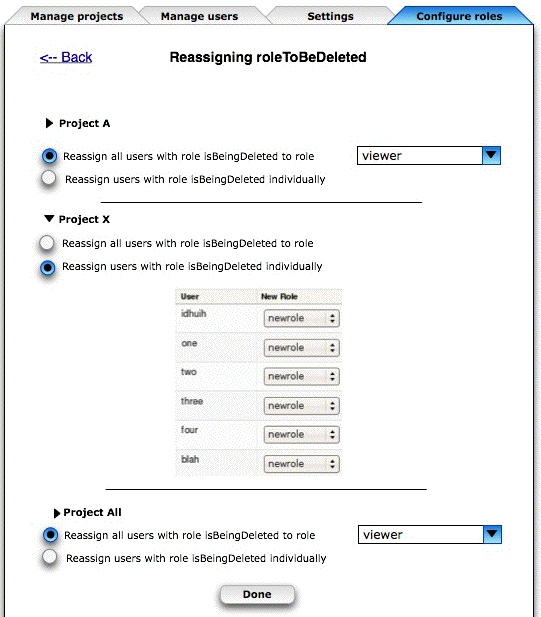 Manage projects Manage users Settings Configure roles
<-- Back Reassigning roleToBeDeleted
Project A
Reassign all users with role isBeingDeleted to role viewer
Reassign users with role isBeingDeleted individually
Project X
Reassign all users with role isBeingDeleted to role
Reassign users with role isBeingDeleted individually
User New Role
idhuih newrole
one newrole
two newrole
three newrole
four newrole
blah newrole
Project All
Reassign all users with role isBeingDeleted to role viewer
Reassign users with role isBeingDeleted individually
Done